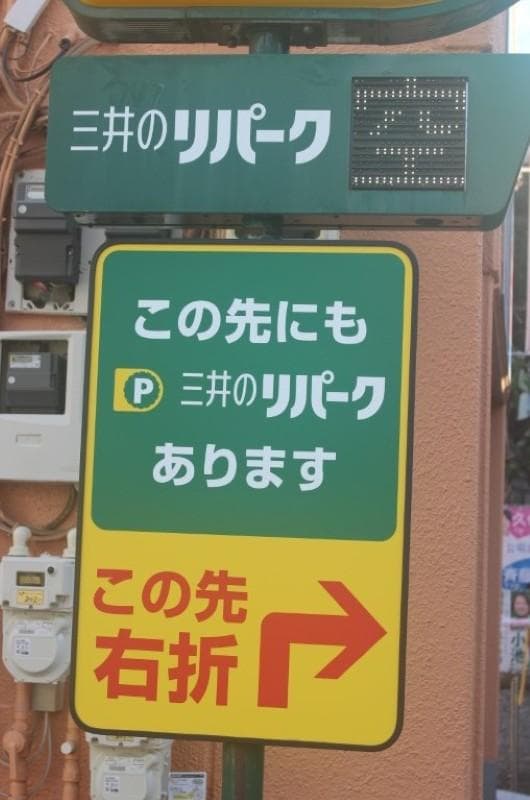 三井のリパーク 空
この先にも
P 三井のリパーク
あります
この先
右折